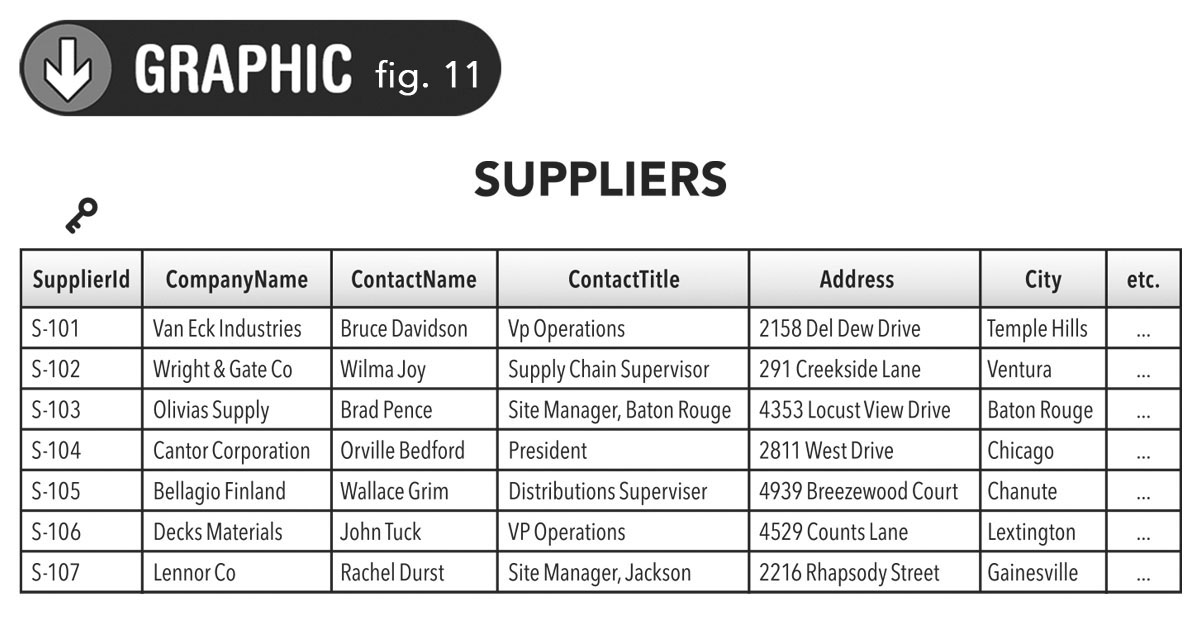 GRAPHIC fig. 11
SUPPLIERS
SupplierId CompanyName ContactName ContactTitle Address City etc.
S-101 Van Eck Industries Bruce Davidson Vp Operations 2158 Del Dew Drive Temple Hills ...
S-102 Wright & Gate Co Wilma Joy Supply Chain Supervisor 291 Creekside Lane Ventura ...
S-103 Olivias Supply Brad Pence Site Manager, Baton Rouge 4353 Locust View Drive Baton Rouge ...
S-104 Cantor Corporation Orville Bedford President 2811 West Drive Chicago ...
S-105 Bellagio Finland Wallace Grim Distributions Superviser 4939 Breezewood Court Chanute ...
S-106 Decks Materials John Tuck VP Operations 4529 Counts Lane Lextington ...
S-107 Lennor Co Rachel Durst Site Manager, Jackson 2216 Rhapsody Street Gainesville ...